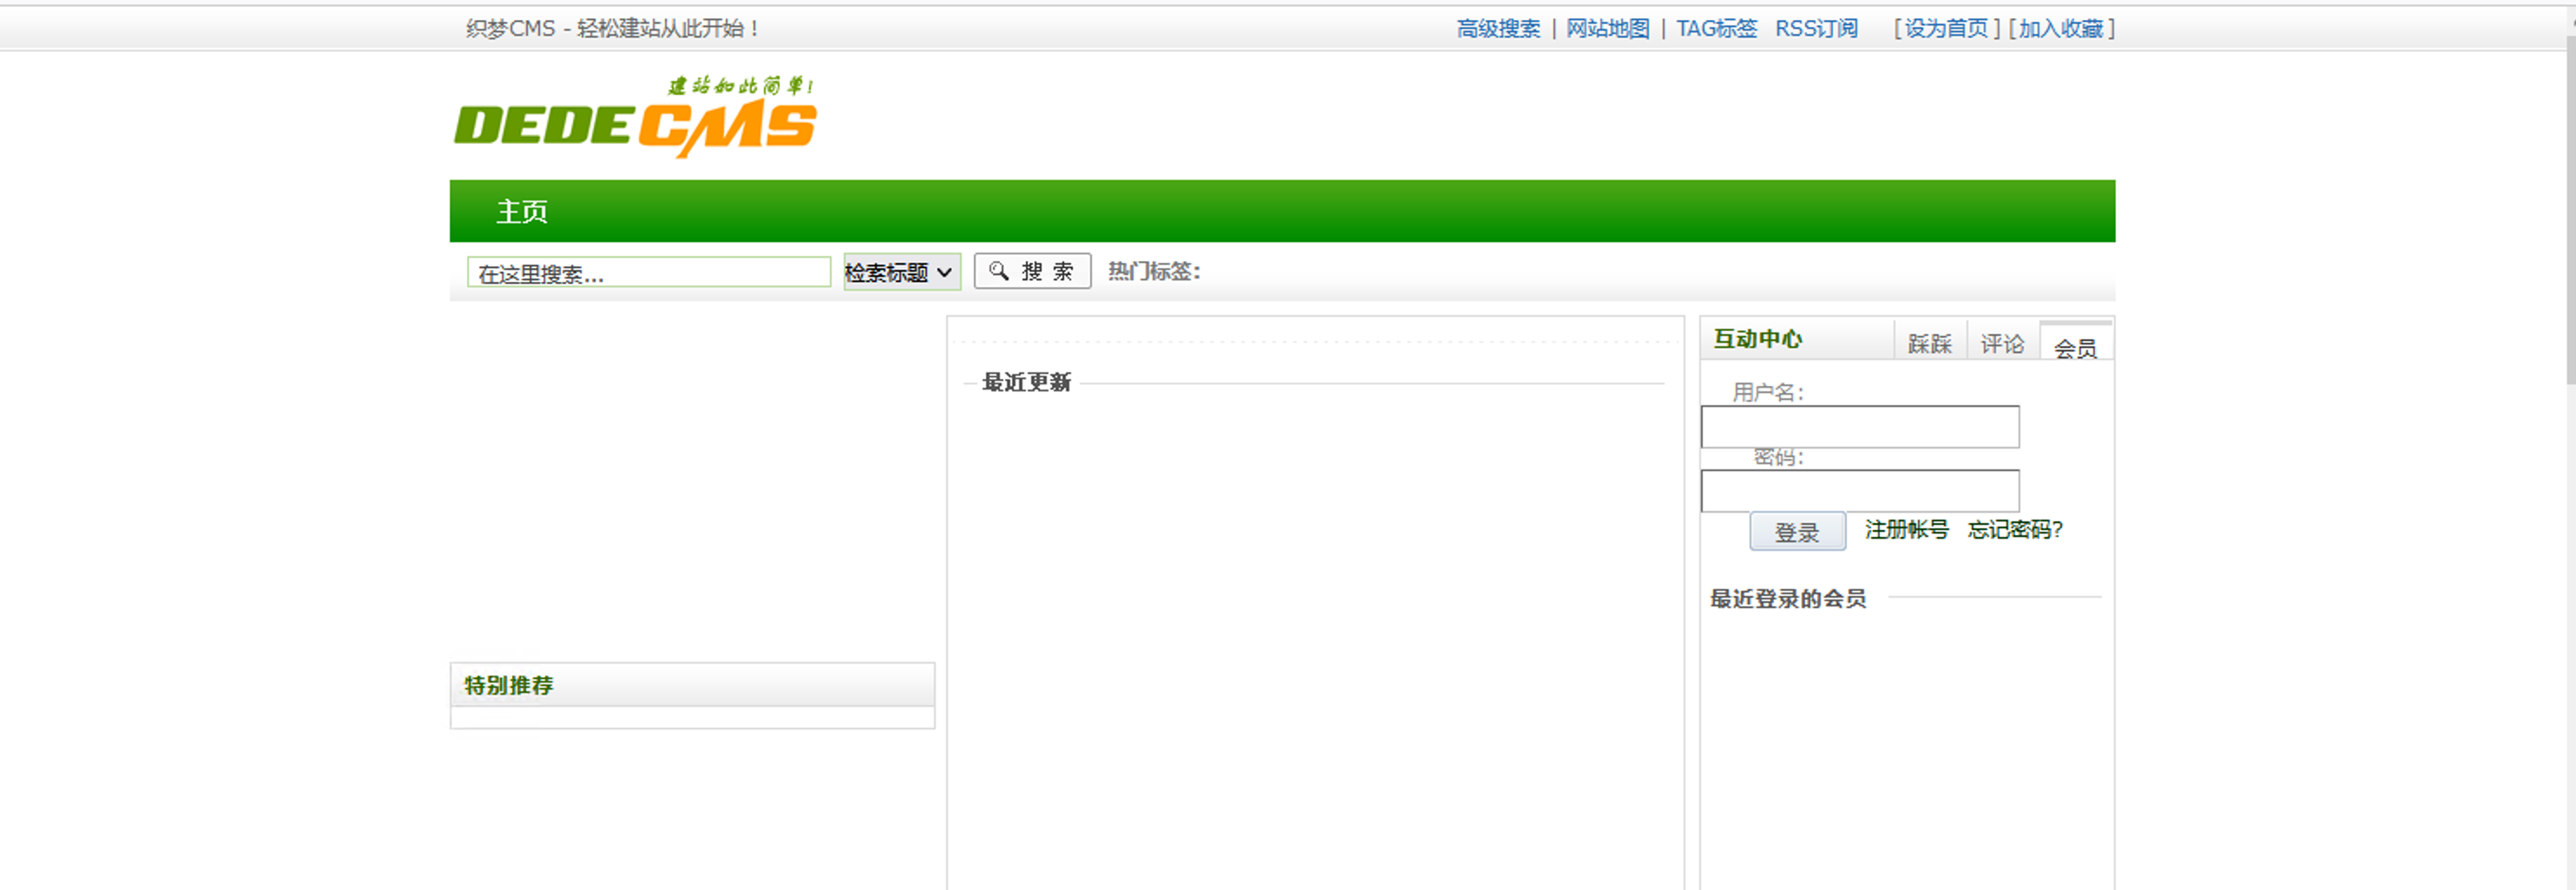 织梦CMS - 轻松建站从此开始！
高级搜索 | 网站地图 | TAG标签 RSS订阅 [设为首页] [加入收藏]
建站如此简单!
DEDECMS
主页
在这里搜索... 检索标题 搜 索 热门标签：
互动中心 踩踩 评论 会员
最近更新
用户名：
密码：
登录 注册帐号 忘记密码?
最近登录的会员
特别推荐